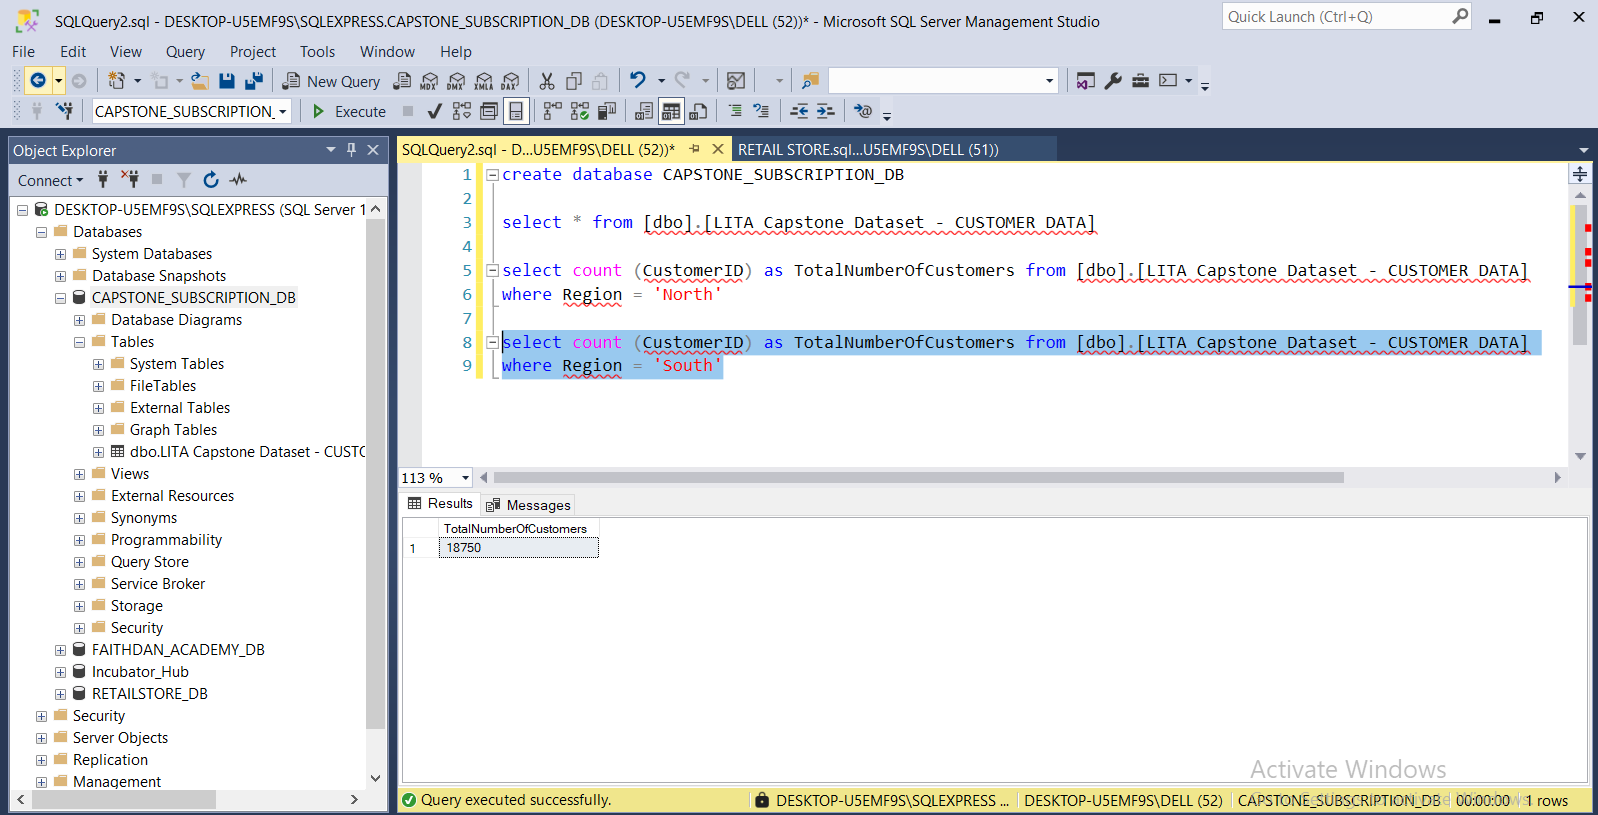 SQLQuery2.sql - DESKTOP-U5EMF9S\SQLEXPRESS.CAPSTONE_SUBSCRIPTION_DB (DESKTOP-U5EMF9S\DELL (52))* - Microsoft SQL Server Management Studio
Quick Launch (Ctrl+Q)
File Edit View Query Project Tools Window Help
New Query MDX DMX XMLA DAX
CAPSTONE_SUBSCRIPTION_ Execute
Object Explorer
SQLQuery2.sql - D...U5EMF9S\DELL (52))* RETAIL STORE.sql...U5EMF9S\DELL (51))
Connect
DESKTOP-U5EMF9S\SQLEXPRESS (SQL Server 1
Databases
System Databases
Database Snapshots
CAPSTONE_SUBSCRIPTION_DB
Database Diagrams
Tables
System Tables
FileTables
External Tables
Graph Tables
dbo.LITA Capstone Dataset - CUSTC
Views
External Resources
Synonyms
Programmability
Query Store
Service Broker
Storage
Security
FAITHDAN_ACADEMY_DB
Incubator_Hub
RETAILSTORE_DB
Security
Server Objects
Replication
Management
1 create database CAPSTONE_SUBSCRIPTION_DB
2
3 select * from [dbo].[LITA Capstone Dataset - CUSTOMER DATA]
4
5 select count (CustomerID) as TotalNumberOfCustomers from [dbo].[LITA Capstone Dataset - CUSTOMER DATA]
6 where Region = 'North'
7
8 select count (CustomerID) as TotalNumberOfCustomers from [dbo].[LITA Capstone Dataset - CUSTOMER DATA]
9 where Region = 'South'
113 %
Results Messages
TotalNumberOfCustomers
1 18750
Activate Windows
Query executed successfully. DESKTOP-U5EMF9S\SQLEXPRESS ... DESKTOP-U5EMF9S\DELL (52) CAPSTONE_SUBSCRIPTION_DB 00:00:00 1 rows